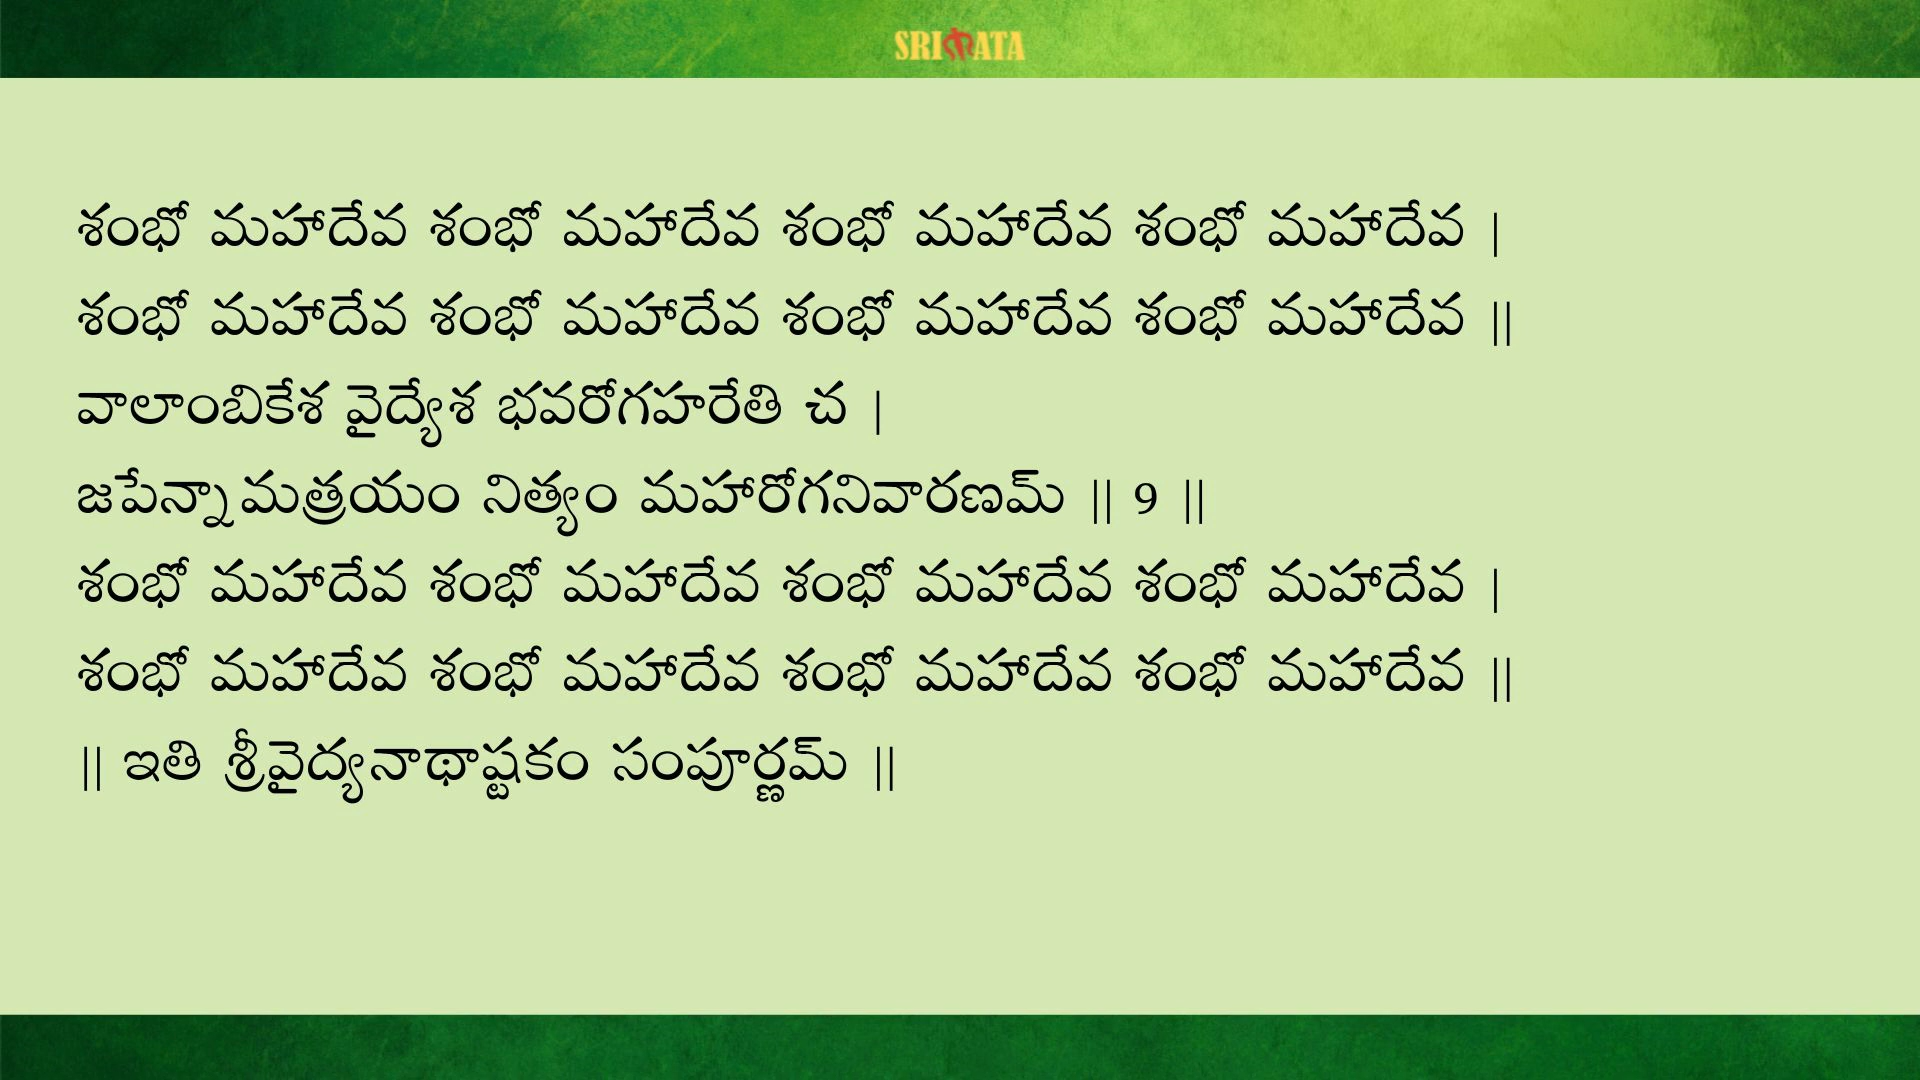 SRIMATA
శంభో మహాదేవ శంభో మహాదేవ శంభో మహాదేవ శంభో మహాదేవ |
శంభో మహాదేవ శంభో మహాదేవ శంభో మహాదేవ శంభో మహాదేవ ||
వాలాంబికేశ వైద్యేశ భవరోగహరేతి చ |
జపేన్నామత్రయం నిత్యం మహారోగనివారణమ్ || 9 ||
శంభో మహాదేవ శంభో మహాదేవ శంభో మహాదేవ శంభో మహాదేవ |
శంభో మహాదేవ శంభో మహాదేవ శంభో మహాదేవ శంభో మహాదేవ ||
|| ఇతి శ్రీవైద్యనాథాష్టకం సంపూర్ణమ్ ||